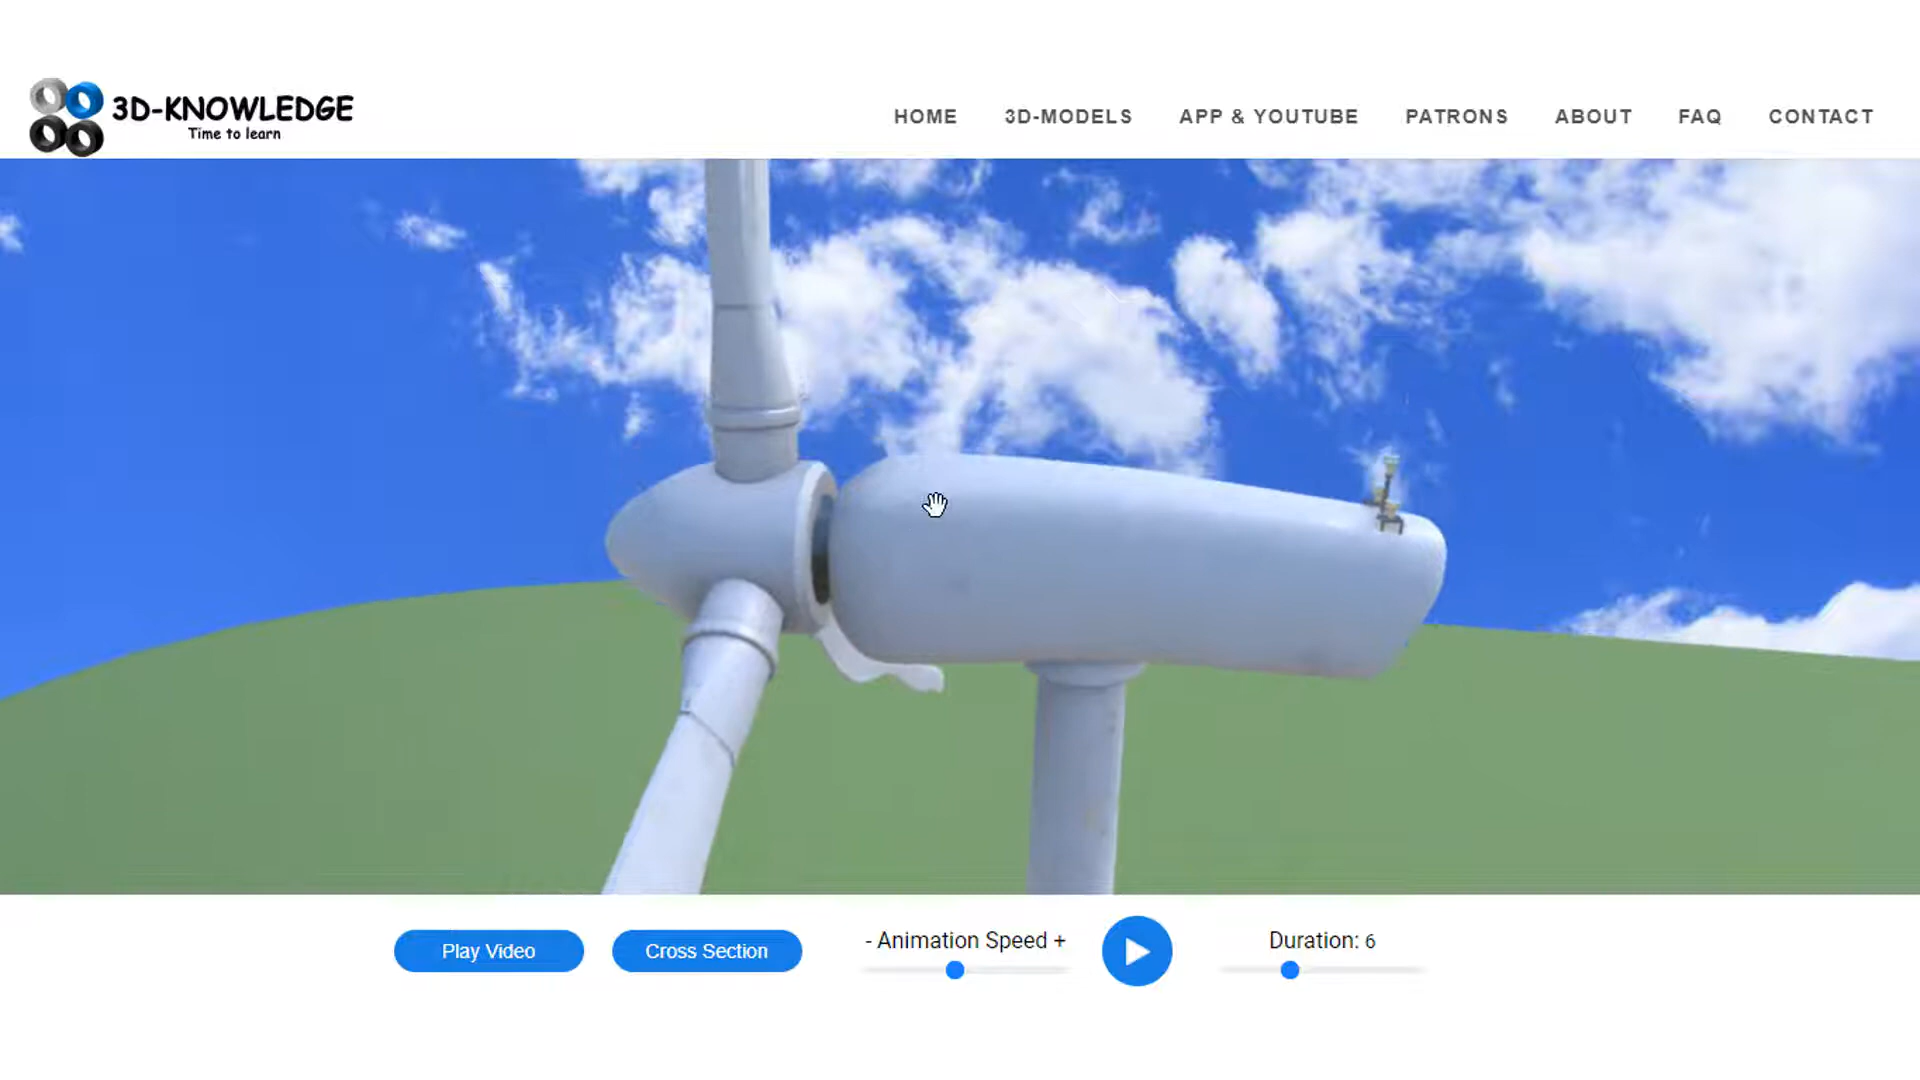 3D-KNOWLEDGE
Time to learn
HOME 3D-MODELS APP & YOUTUBE PATRONS ABOUT FAQ CONTACT
Play Video
Cross Section
- Animation Speed +
Duration: 6